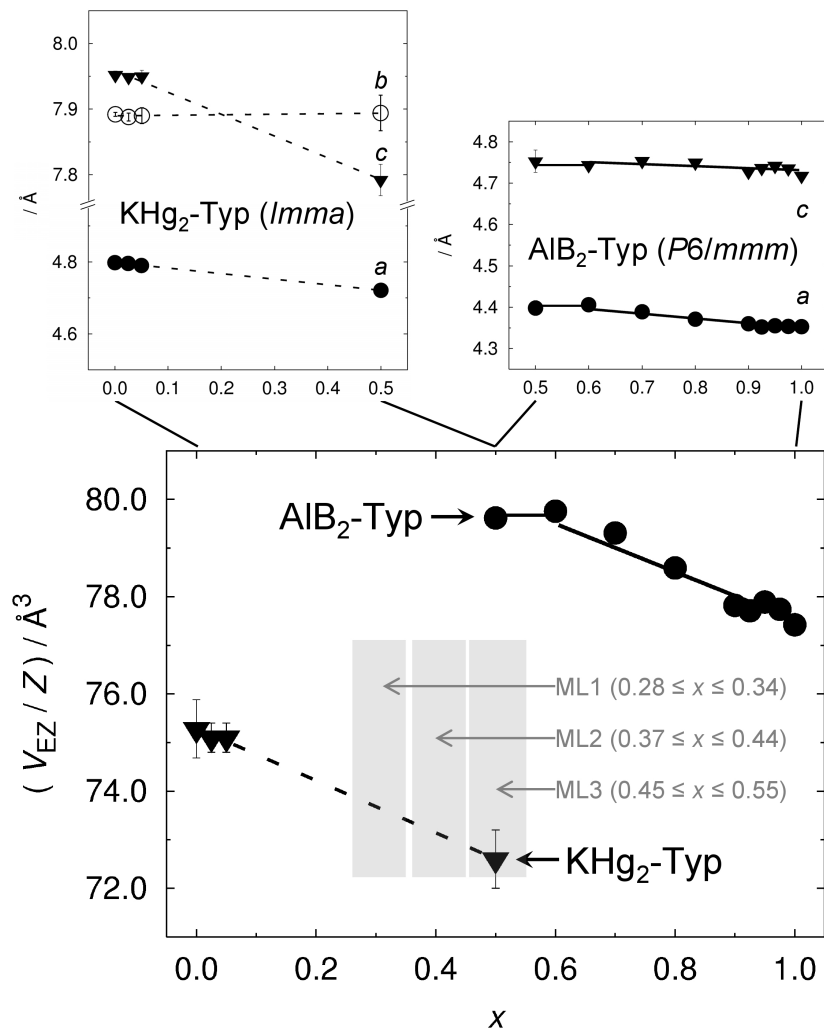 8.0
7.9
7.8
/ Å
4.8
4.6
b
c
KHg₂-Typ (Imma)
a
0.0 0.1 0.2 0.3 0.4 0.5
4.8
4.7
4.6
/ Å
4.5
4.4
4.3
c
AlB₂-Typ (P6/mmm)
a
0.5 0.6 0.7 0.8 0.9 1.0
( V_EZ / Z ) / Å³
80.0
78.0
76.0
74.0
72.0
AlB₂-Typ
ML1 (0.28 ≤ x ≤ 0.34)
ML2 (0.37 ≤ x ≤ 0.44)
ML3 (0.45 ≤ x ≤ 0.55)
KHg₂-Typ
0.0 0.2 0.4 0.6 0.8 1.0
x